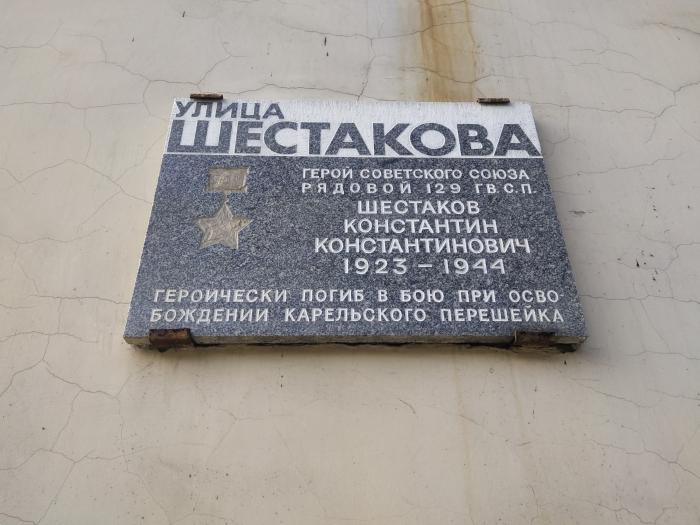 УЛИЦА
ШЕСТАКОВА
ГЕРОЙ СОВЕТСКОГО СОЮЗА
РЯДОВОЙ 129 ГВ.С.П.
ШЕСТАКОВ
КОНСТАНТИН
КОНСТАНТИНОВИЧ
1923 – 1944
ГЕРОИЧЕСКИ ПОГИБ В БОЮ ПРИ ОСВО-
БОЖДЕНИИ КАРЕЛЬСКОГО ПЕРЕШЕЙКА